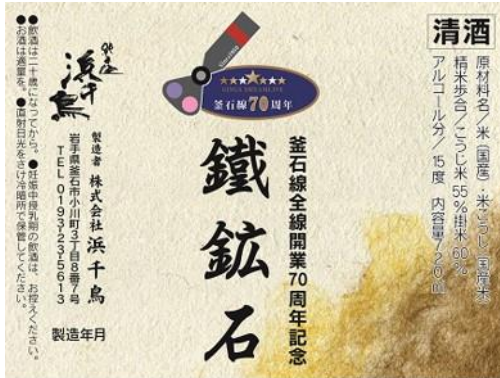 清酒
原材料名／米（国産）・米こうじ（国産米）
精米歩合／こうじ米55％掛米60％
アルコール分／15度 内容量720ml
GINGA DREAMLINE
釜石線70周年
釜石線全線開業70周年記念
鐵鉱石
浜千鳥
製造者 株式会社浜千鳥
岩手県釜石市小川町3丁目8番7号
TEL 0193-23-5613
製造年月
●飲酒は二十歳になってから。●妊娠中授乳期の飲酒は、お控えください。
●お酒は適量を。●直射日光をさけ冷暗所で保管してください。